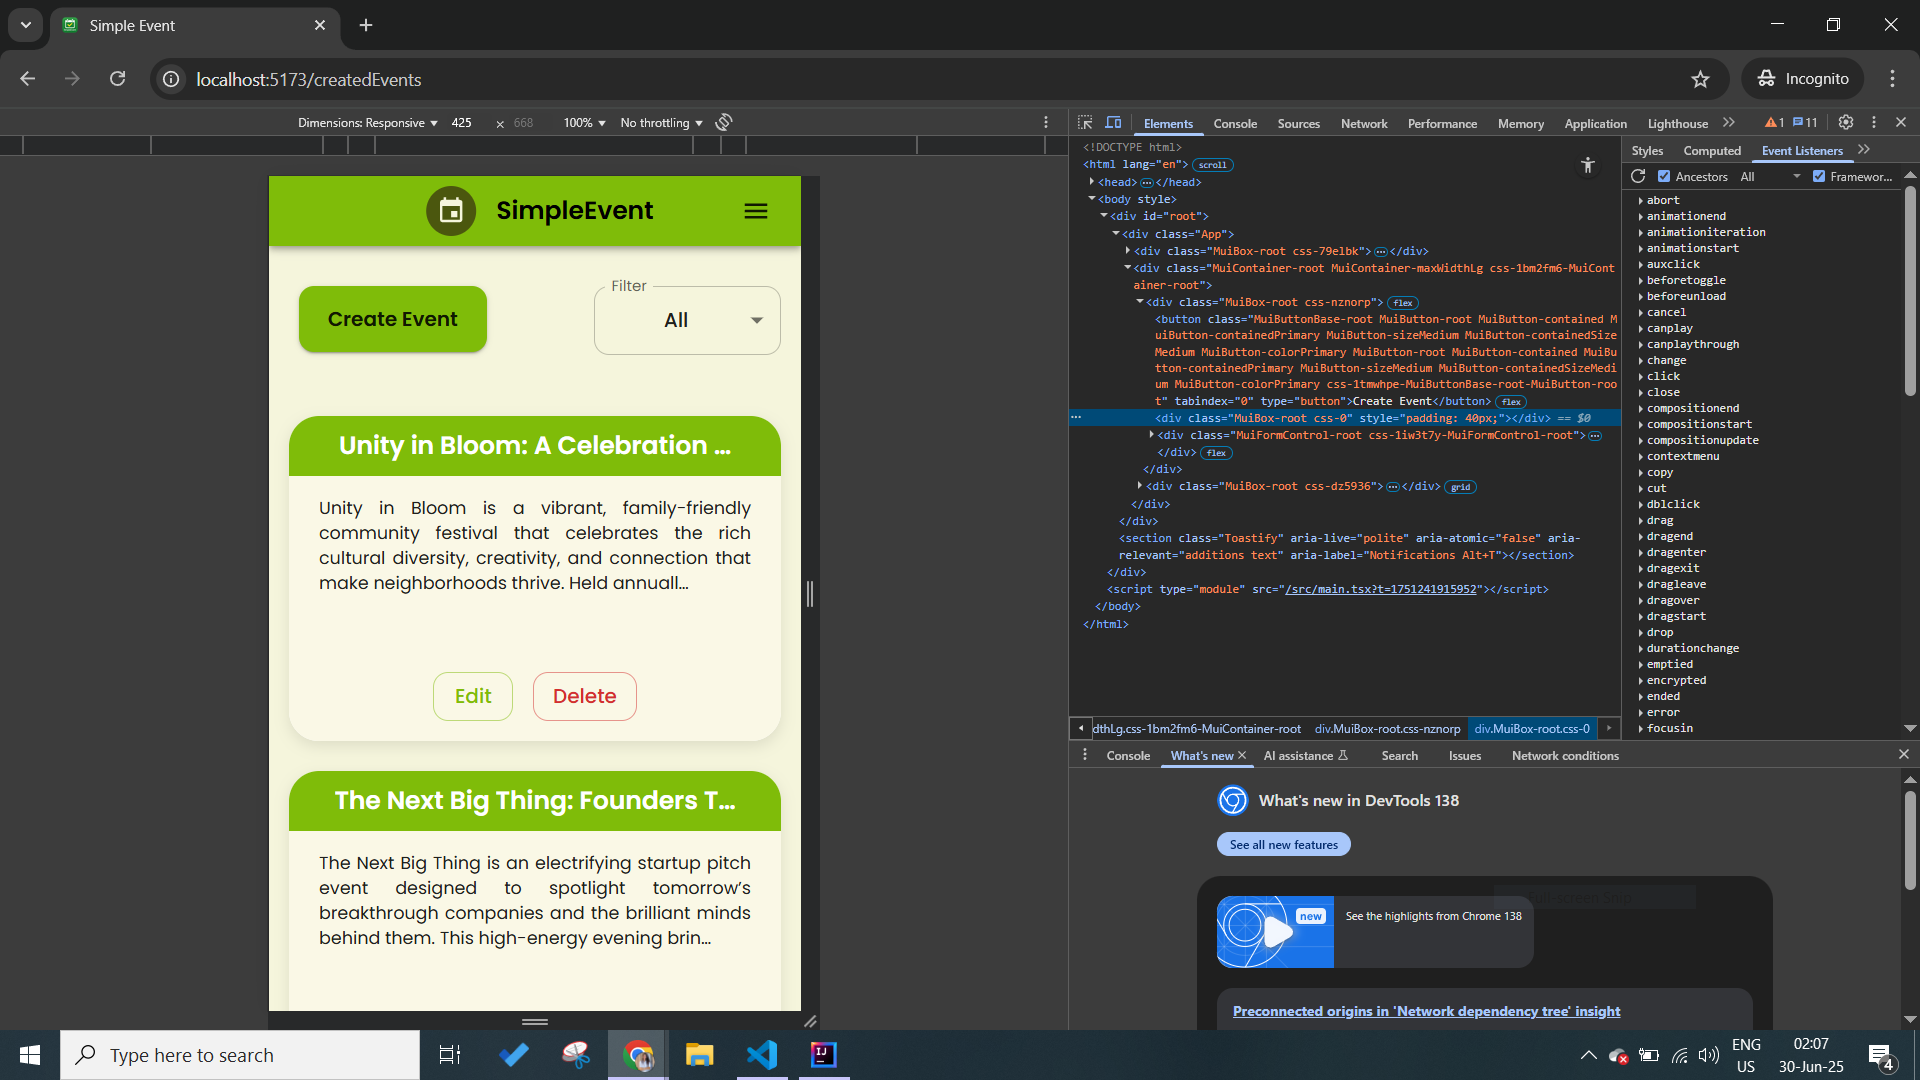 Simple Event
localhost:5173/createdEvents
Incognito
Dimensions: Responsive 425 × 668 100% No throttling
SimpleEvent
Create Event
Filter
All
Unity in Bloom: A Celebration ...
Unity in Bloom is a vibrant, family-friendly
community festival that celebrates the rich
cultural diversity, creativity, and connection that
make neighborhoods thrive. Held annuall...
Edit
Delete
The Next Big Thing: Founders T...
The Next Big Thing is an electrifying startup pitch
event designed to spotlight tomorrow's
breakthrough companies and the brilliant minds
behind them. This high-energy evening brin...
Elements Console Sources Network Performance Memory Application Lighthouse 1 11
<!DOCTYPE html>
<html lang="en"> scroll
<head> ... </head>
<body style>
<div id="root">
<div class="App">
<div class="MuiBox-root css-79elbk"> ... </div>
<div class="MuiContainer-root MuiContainer-maxWidthLg css-1bm2fm6-MuiCont
ainer-root">
<div class="MuiBox-root css-nznorp"> flex
<button class="MuiButtonBase-root MuiButton-root MuiButton-contained M
uiButton-containedPrimary MuiButton-sizeMedium MuiButton-containedSize
Medium MuiButton-colorPrimary MuiButton-root MuiButton-contained MuiBu
tton-containedPrimary MuiButton-sizeMedium MuiButton-containedSizeMedi
um MuiButton-colorPrimary css-1tmwhpe-MuiButtonBase-root-MuiButton-roo
t" tabindex="0" type="button">Create Event</button> flex
<div class="MuiBox-root css-0" style="padding: 40px;"></div> == $0
<div class="MuiFormControl-root css-1iw3t7y-MuiFormControl-root"> ...
</div> flex
</div>
<div class="MuiBox-root css-dz5936"> ... </div> grid
</div>
</div>
<section class="Toastify" aria-live="polite" aria-atomic="false" aria-
relevant="additions text" aria-label="Notifications Alt+T"></section>
</div>
<script type="module" src="/src/main.tsx?t=1751241915952"></script>
</body>
</html>
dthLg.css-1bm2fm6-MuiContainer-root div.MuiBox-root.css-nznorp div.MuiBox-root.css-0
Styles Computed Event Listeners
Ancestors All Framewor...
abort
animationend
animationiteration
animationstart
auxclick
beforetoggle
beforeunload
cancel
canplay
canplaythrough
change
click
close
compositionend
compositionstart
compositionupdate
contextmenu
copy
cut
dblclick
drag
dragend
dragenter
dragexit
dragleave
dragover
dragstart
drop
durationchange
emptied
encrypted
ended
error
focusin
Console What's new AI assistance Search Issues Network conditions
What's new in DevTools 138
See all new features
Full-screen Snip
new
See the highlights from Chrome 138
Preconnected origins in 'Network dependency tree' insight
Type here to search
ENG
US
02:07
30-Jun-25
4